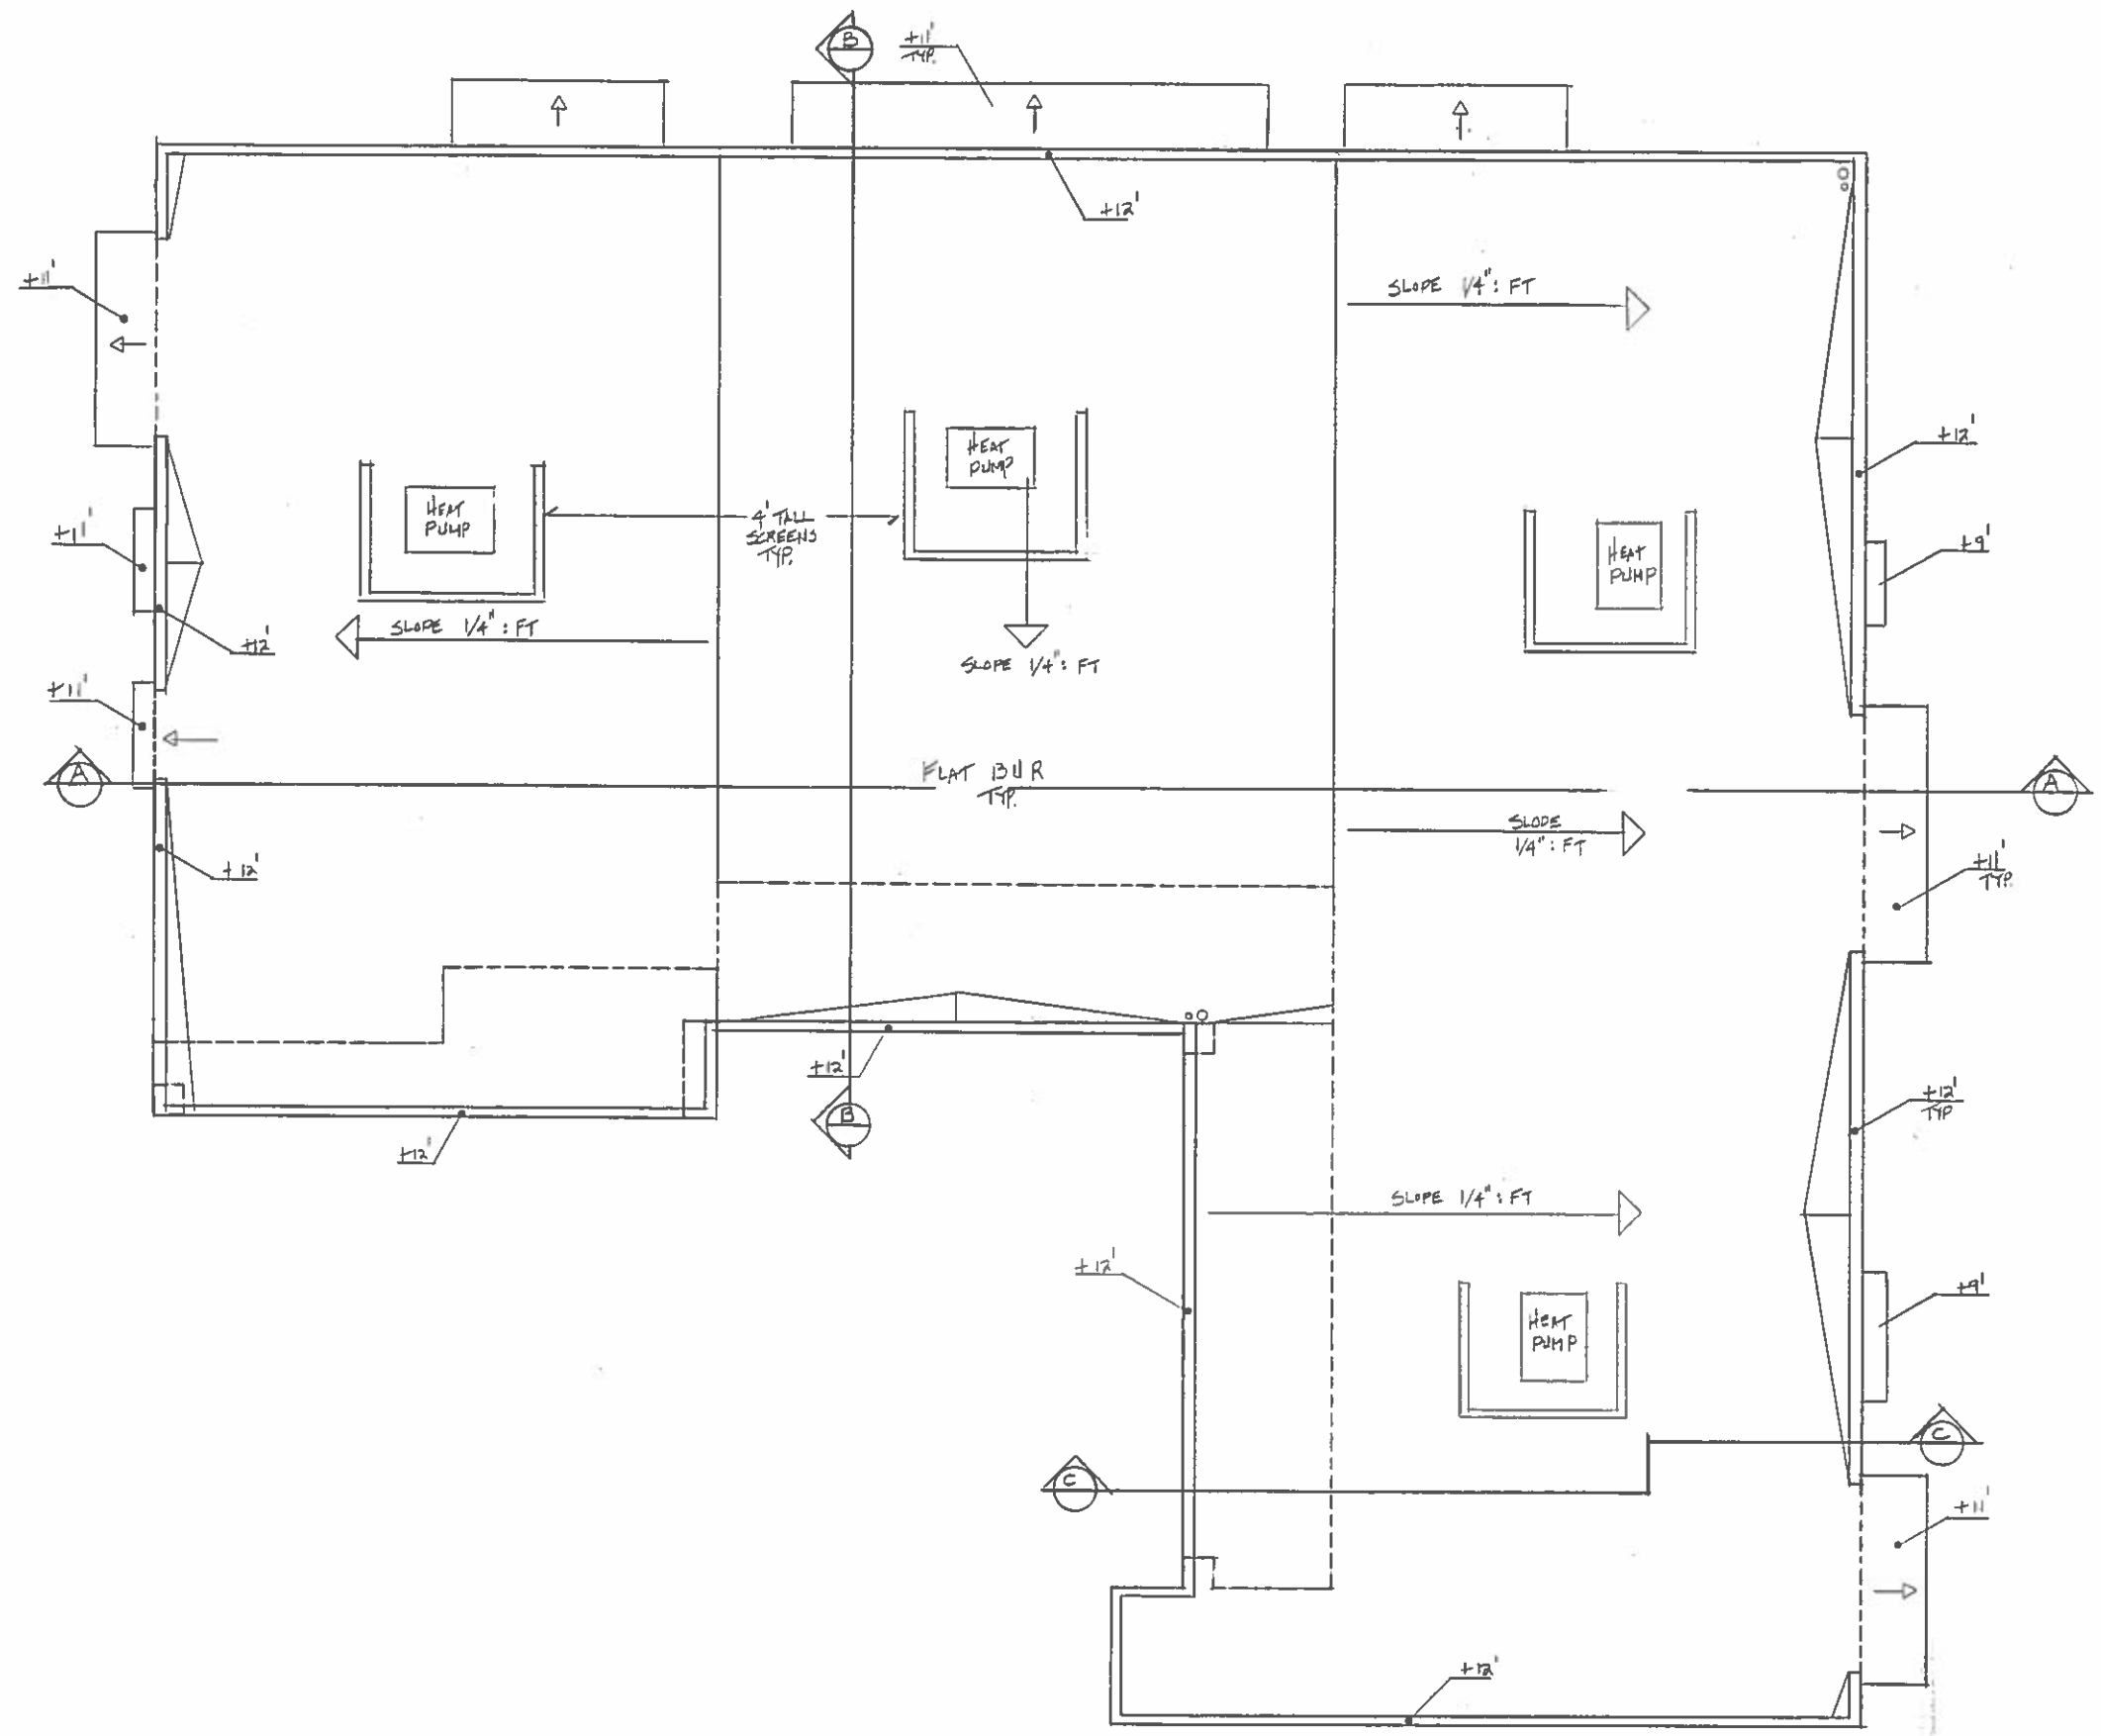 B
+11'
TYP.
+12'
+11'
SLOPE 1/4" : FT
+12'
HEAT
PUMP
HEAT
PUMP
4' TALL
SCREENS
TYP.
+11'
HEAT
PUMP
+9'
SLOPE 1/4" : FT
+12'
SLOPE 1/4" : FT
+11'
A
FLAT BUR
TYP.
A
SLOPE
1/4" : FT
+12'
+11'
TYP.
+12'
B
+12'
+12'
TYP
SLOPE 1/4" : FT
+12'
+9'
HEAT
PUMP
C
C
+11'
+12'